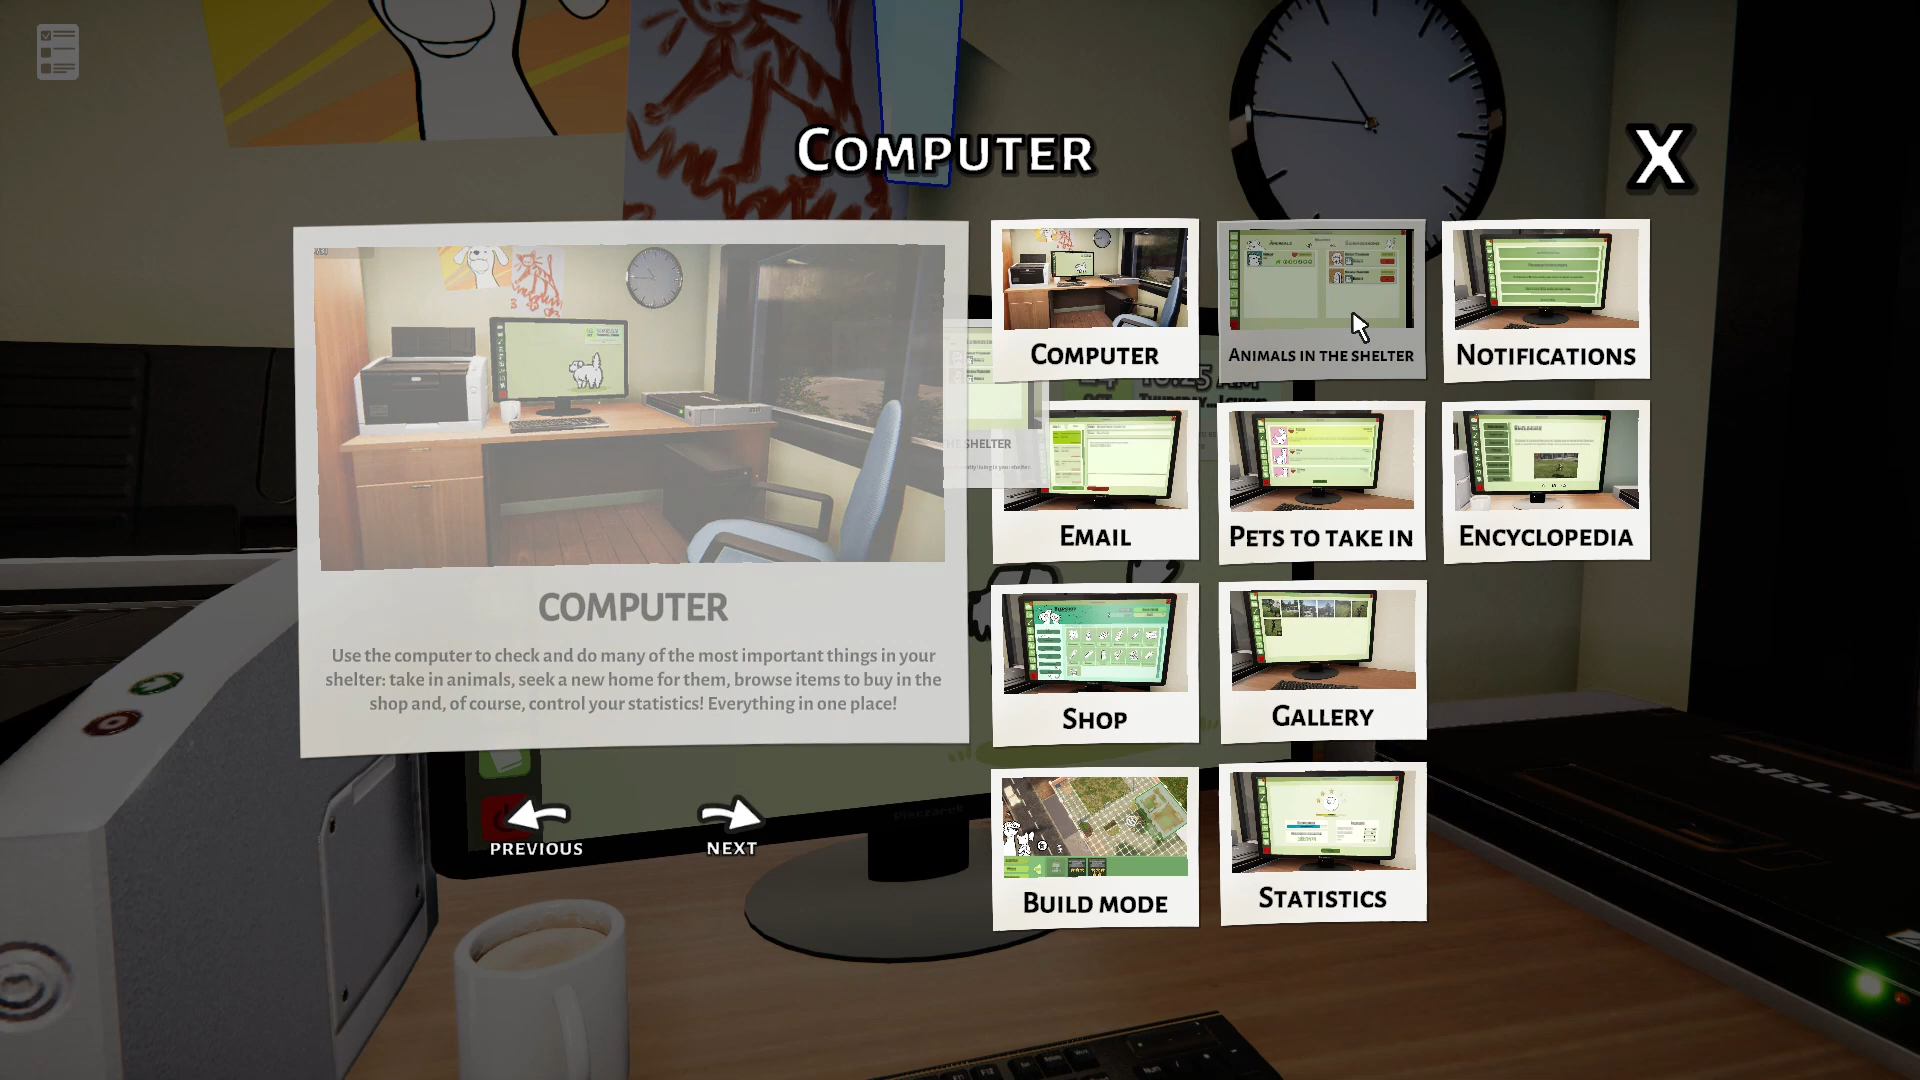 COMPUTER
X
COMPUTER
Use the computer to check and do many of the most important things in your
shelter: take in animals, seek a new home for them, browse items to buy in the
shop and, of course, control your statistics! Everything in one place!
PREVIOUS
NEXT
COMPUTER
ANIMALS IN THE SHELTER
NOTIFICATIONS
EMAIL
PETS TO TAKE IN
ENCYCLOPEDIA
SHOP
GALLERY
BUILD MODE
STATISTICS
SHELTER